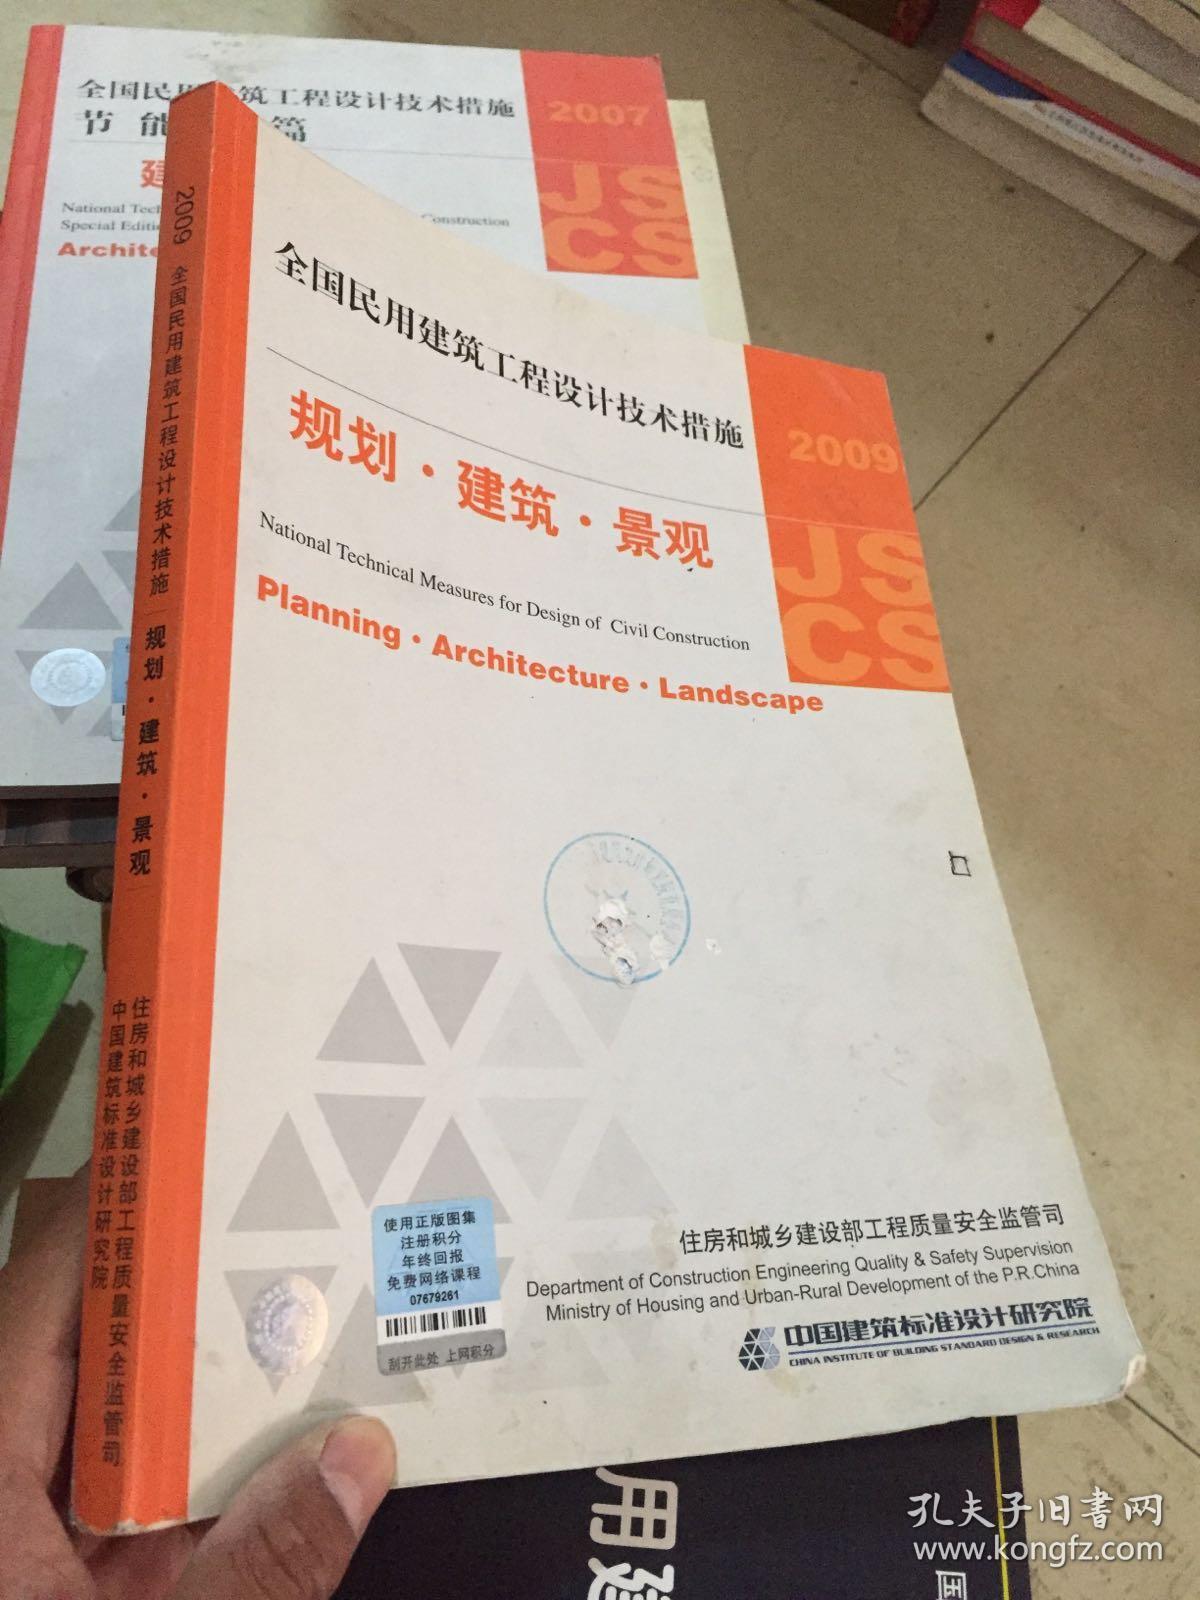 全国民用建筑工程设计技术措施
2009
规划·建筑·景观
JS
CS
National Technical Measures for Design of Civil Construction
Planning · Architecture · Landscape
使用正版图集
注册积分
年终回报
免费网络课程
07679261
刮开此处 上网积分
住房和城乡建设部工程质量安全监管司
Department of Construction Engineering Quality & Safety Supervision
Ministry of Housing and Urban-Rural Development of the P.R.China
中国建筑标准设计研究院
CHINA INSTITUTE OF BUILDING STANDARD DESIGN & RESEARCH
2009 全国民用建筑工程设计技术措施 规划·建筑·景观
住房和城乡建设部工程质量安全监管司
中国建筑标准设计研究院
全国民用 筑工程设计技术措施
节能 篇
2007
JS
CS
National
Construction
Special
用建
国
孔夫子旧书网
www.kongfz.com